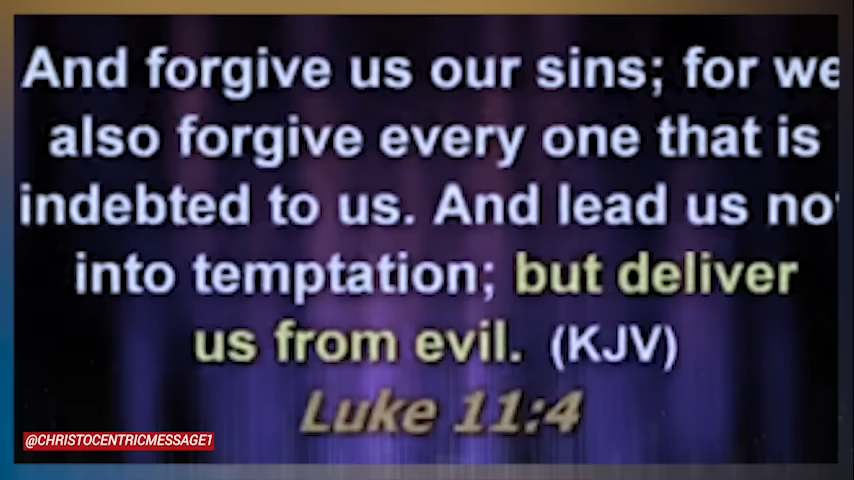 And forgive us our sins; for we
also forgive every one that is
indebted to us. And lead us not
into temptation; but deliver
us from evil. (KJV)
Luke 11:4
@CHRISTOCENTRICMESSAGE1